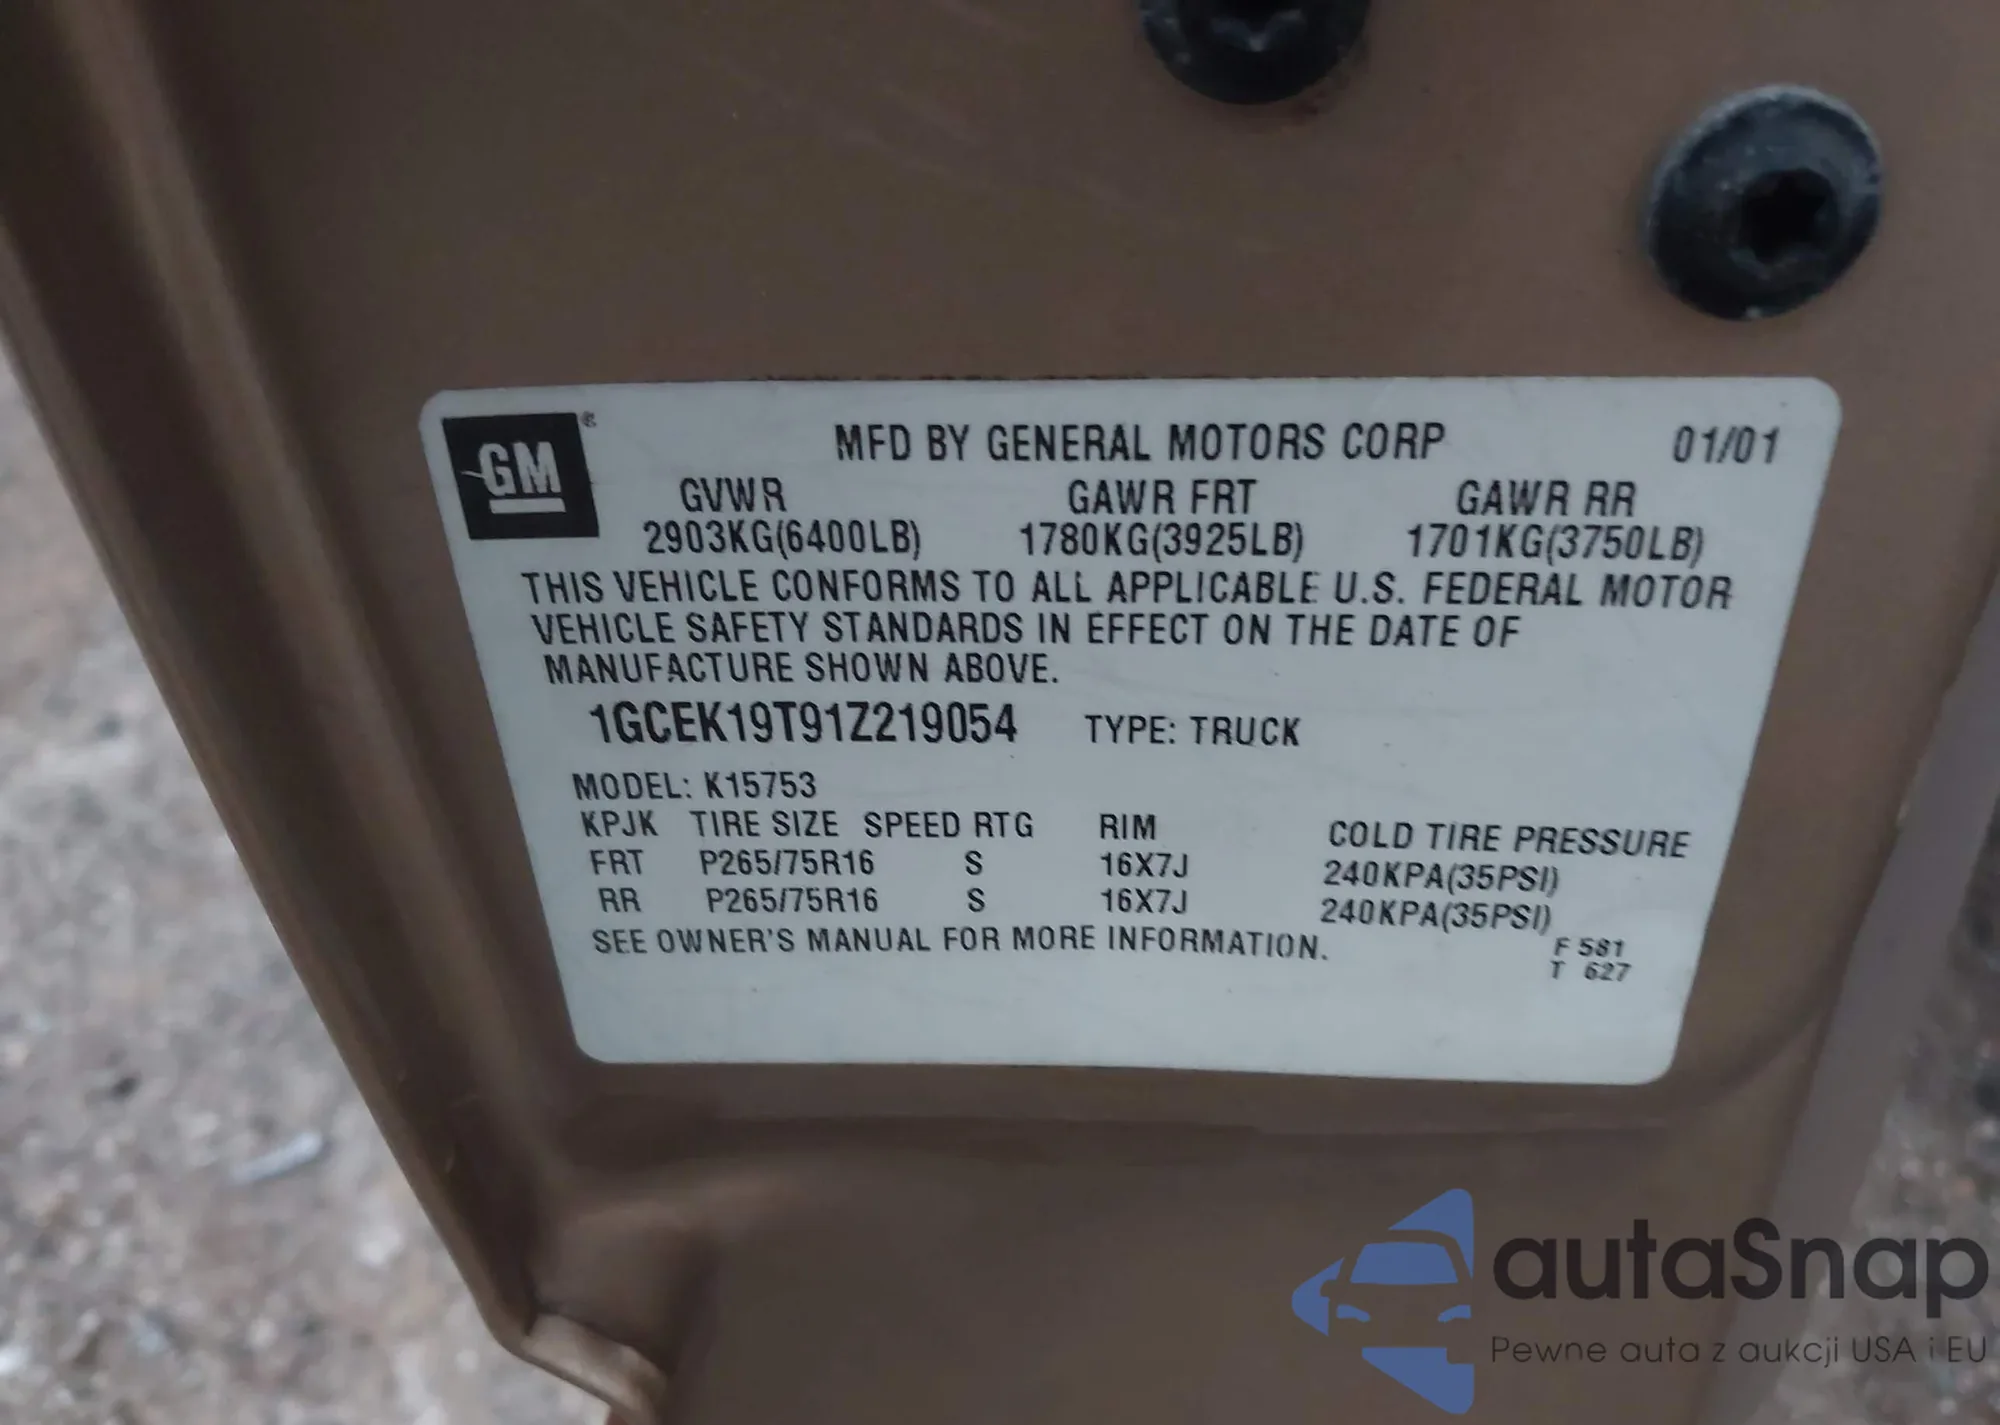 GM®
MFD BY GENERAL MOTORS CORP 01/01
GVWR GAWR FRT GAWR RR
2903KG(6400LB) 1780KG(3925LB) 1701KG(3750LB)
THIS VEHICLE CONFORMS TO ALL APPLICABLE U.S. FEDERAL MOTOR
VEHICLE SAFETY STANDARDS IN EFFECT ON THE DATE OF
MANUFACTURE SHOWN ABOVE.
1GCEK19T91Z219054 TYPE: TRUCK
MODEL: K15753
KPJK TIRE SIZE SPEED RTG RIM COLD TIRE PRESSURE
FRT P265/75R16 S 16X7J 240KPA(35PSI)
RR P265/75R16 S 16X7J 240KPA(35PSI)
SEE OWNER'S MANUAL FOR MORE INFORMATION.
F 581
T 627
autaSnap
Pewne auta z aukcji USA i EU